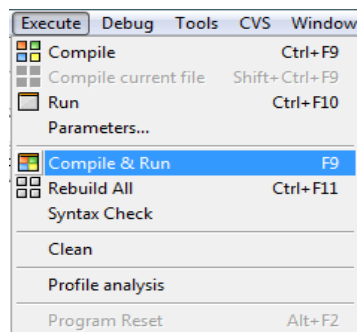 Execute Debug Tools CVS Window
Compile Ctrl+F9
Compile current file Shift+Ctrl+F9
Run Ctrl+F10
Parameters...
Compile & Run F9
Rebuild All Ctrl+F11
Syntax Check
Clean
Profile analysis
Program Reset Alt+F2